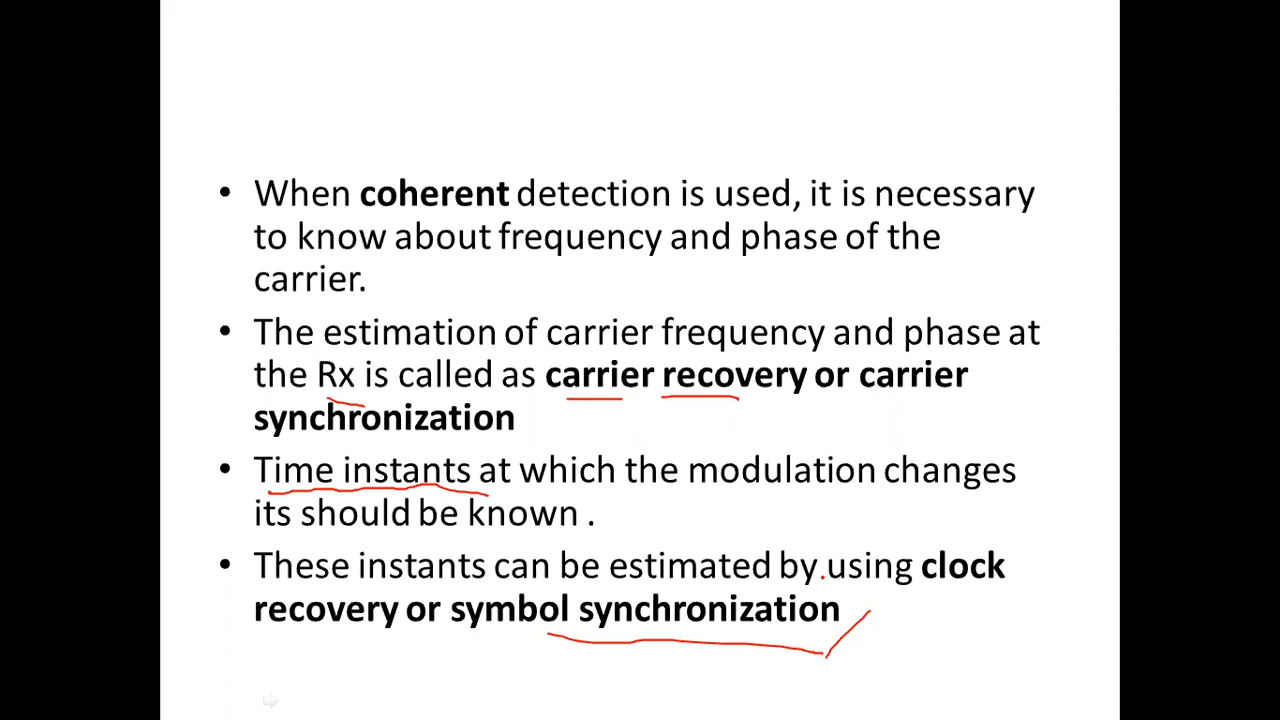 • When coherent detection is used, it is necessary
to know about frequency and phase of the
carrier.
• The estimation of carrier frequency and phase at
the Rx is called as carrier recovery or carrier
synchronization
• Time instants at which the modulation changes
its should be known .
• These instants can be estimated by using clock
recovery or symbol synchronization